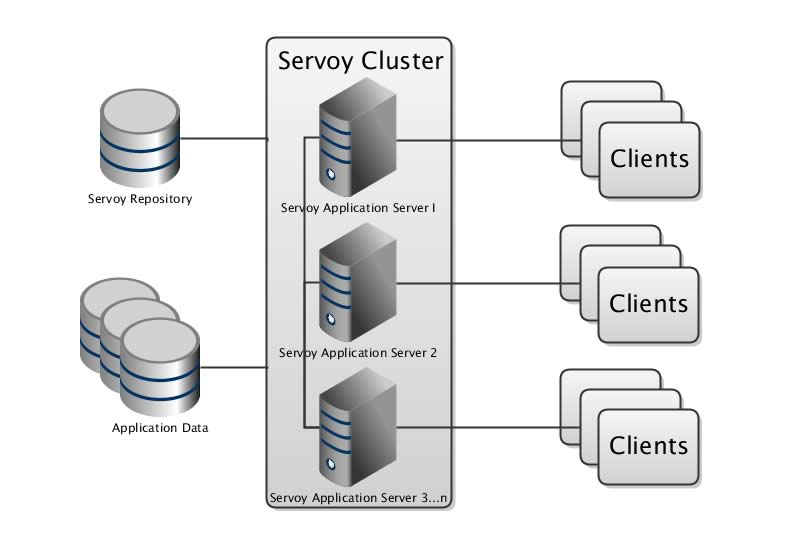 Servoy Cluster
Servoy Repository
Servoy Application Server 1
Clients
Servoy Application Server 2
Clients
Application Data
Servoy Application Server 3...n
Clients